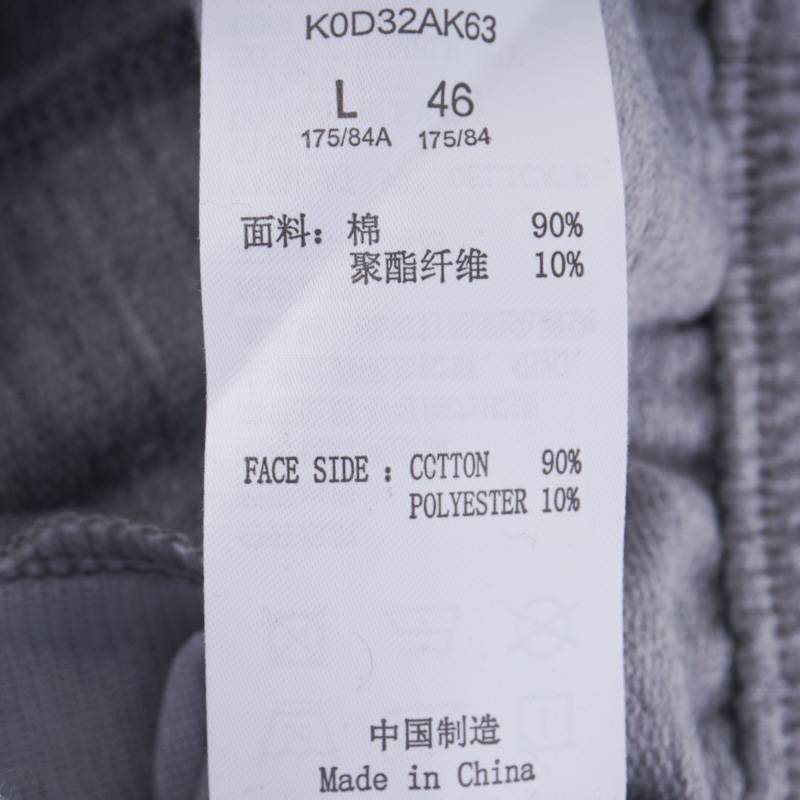 K0D32AK63
L 46
175/84A 175/84
面料：棉 90%
聚酯纤维 10%
FACE SIDE : CCTTON 90%
POLYESTER 10%
中国制造
Made in China